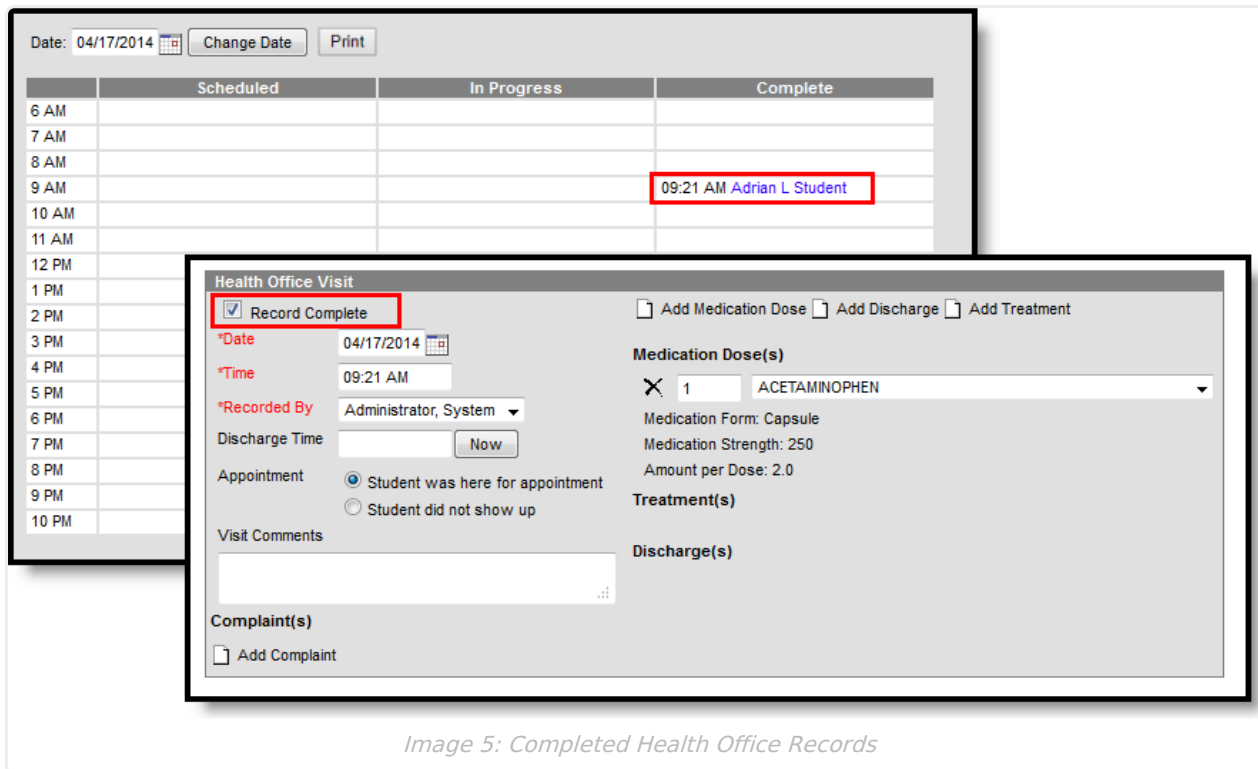 Date: 04/17/2014 Change Date Print
Scheduled In Progress Complete
6 AM
7 AM
8 AM
9 AM 09:21 AM Adrian L Student
10 AM
11 AM
12 PM
1 PM
2 PM
3 PM
4 PM
5 PM
6 PM
7 PM
8 PM
9 PM
10 PM
Health Office Visit
Record Complete
*Date 04/17/2014
*Time 09:21 AM
*Recorded By Administrator, System
Discharge Time Now
Appointment Student was here for appointment
Student did not show up
Visit Comments
Complaint(s)
Add Complaint
Add Medication Dose Add Discharge Add Treatment
Medication Dose(s)
1 ACETAMINOPHEN
Medication Form: Capsule
Medication Strength: 250
Amount per Dose: 2.0
Treatment(s)
Discharge(s)
Image 5: Completed Health Office Records